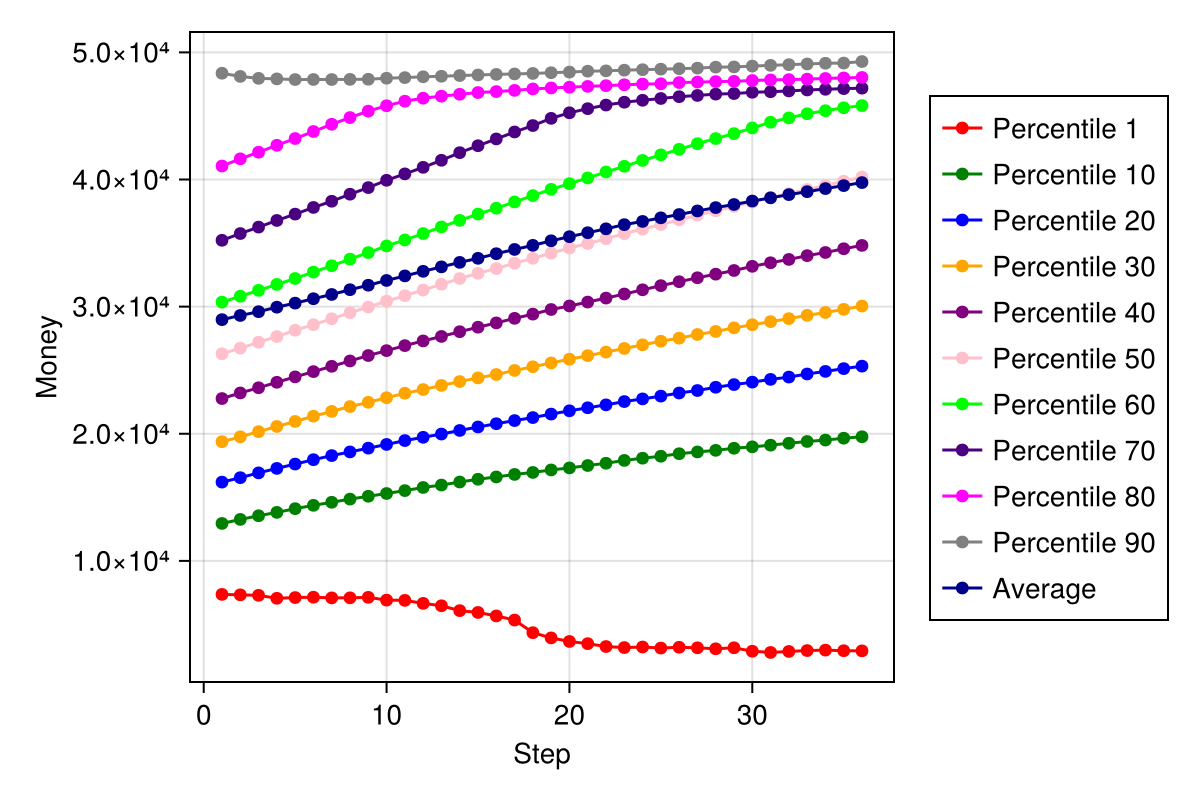 5.0×10⁴
4.0×10⁴
3.0×10⁴
2.0×10⁴
1.0×10⁴
Money
0 10 20 30
Step
Percentile 1
Percentile 10
Percentile 20
Percentile 30
Percentile 40
Percentile 50
Percentile 60
Percentile 70
Percentile 80
Percentile 90
Average